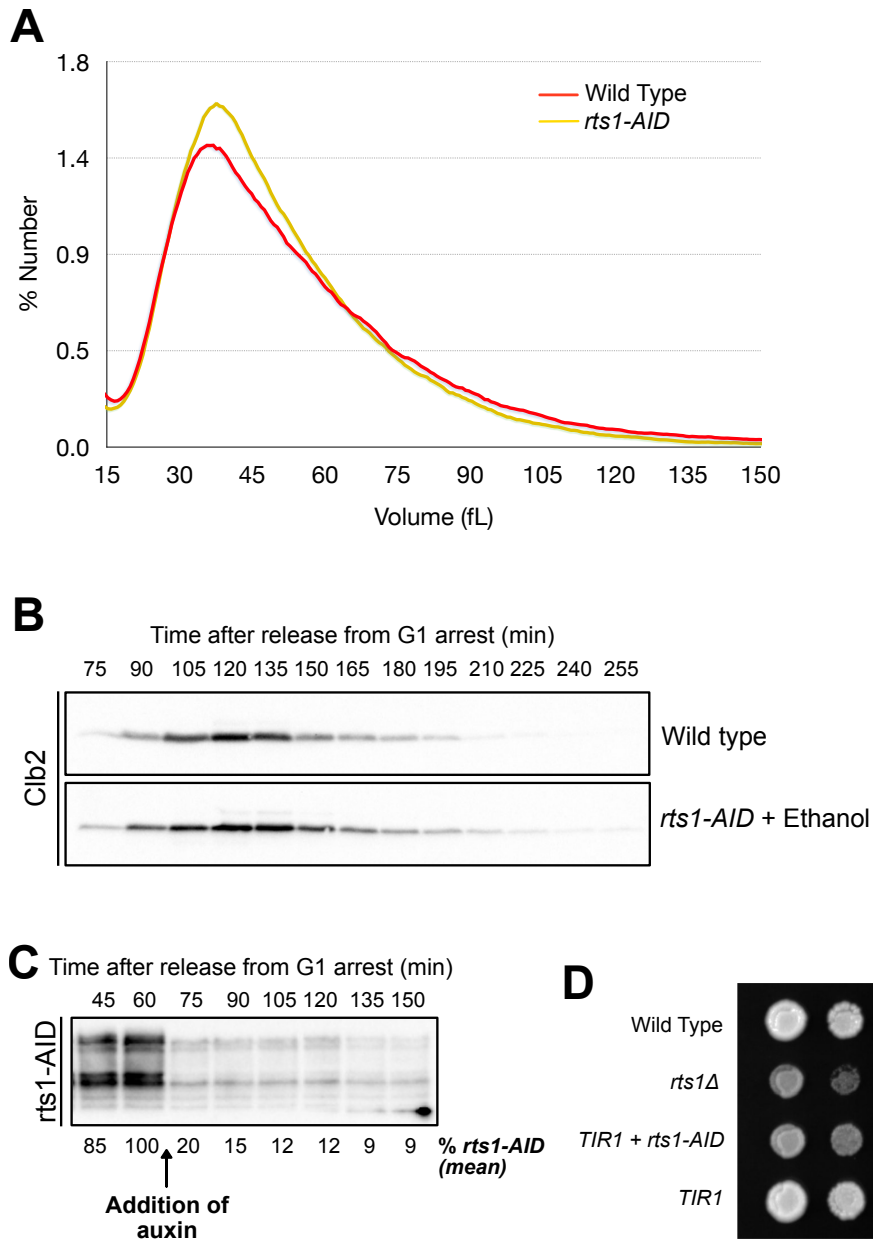 A
1.8
1.4
0.9
0.5
0.0
% Number
Wild Type
rts1-AID
15 30 45 60 75 90 105 120 135 150
Volume (fL)
B
Time after release from G1 arrest (min)
75 90 105 120 135 150 165 180 195 210 225 240 255
Clb2
Wild type
rts1-AID + Ethanol
C
Time after release from G1 arrest (min)
45 60 75 90 105 120 135 150
rts1-AID
85 100 20 15 12 12 9 9 % rts1-AID
(mean)
Addition of
auxin
D
Wild Type
rts1Δ
TIR1 + rts1-AID
TIR1